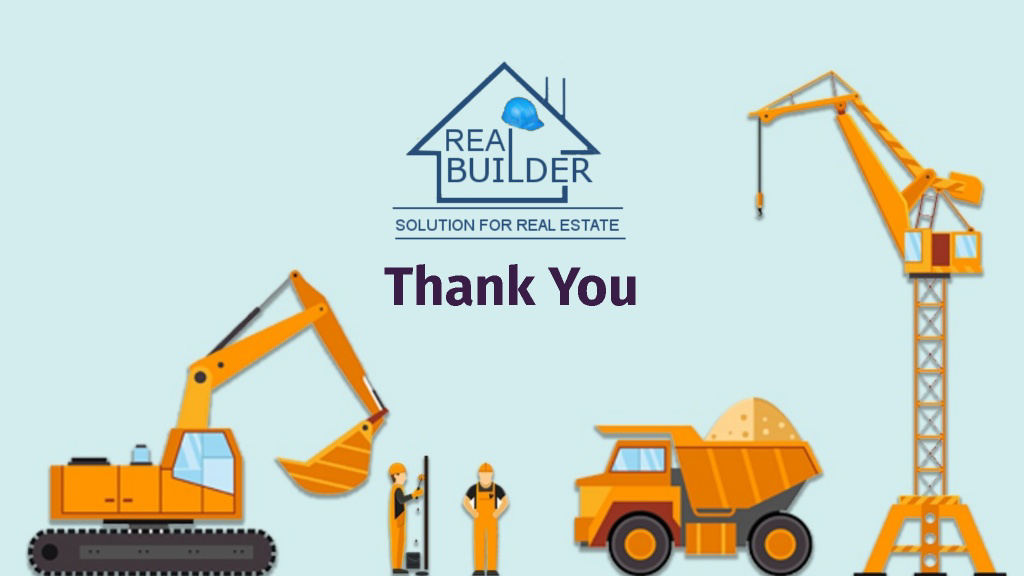 REAL
BUILDER
SOLUTION FOR REAL ESTATE
Thank You